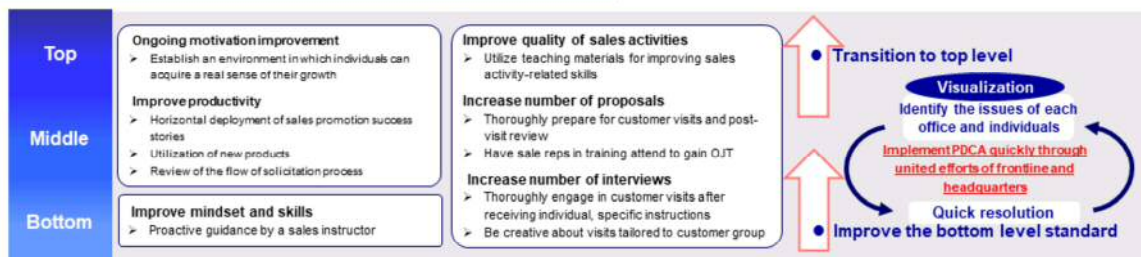 Top
Middle
Bottom
Ongoing motivation improvement
➢ Establish an environment in which individuals can
acquire a real sense of their growth
Improve productivity
➢ Horizontal deployment of sales promotion success
stories
➢ Utilization of new products
➢ Review of the flow of solicitation process
Improve mindset and skills
➢ Proactive guidance by a sales instructor
Improve quality of sales activities
➢ Utilize teaching materials for improving sales
activity-related skills
Increase number of proposals
➢ Thoroughly prepare for customer visits and post-
visit review
➢ Have sale reps in training attend to gain OJT
Increase number of interviews
➢ Thoroughly engage in customer visits after
receiving individual, specific instructions
➢ Be creative about visits tailored to customer group
● Transition to top level
Visualization
Identify the issues of each
office and individuals
Implement PDCA quickly through
united efforts of frontline and
headquarters
Quick resolution
● Improve the bottom level standard